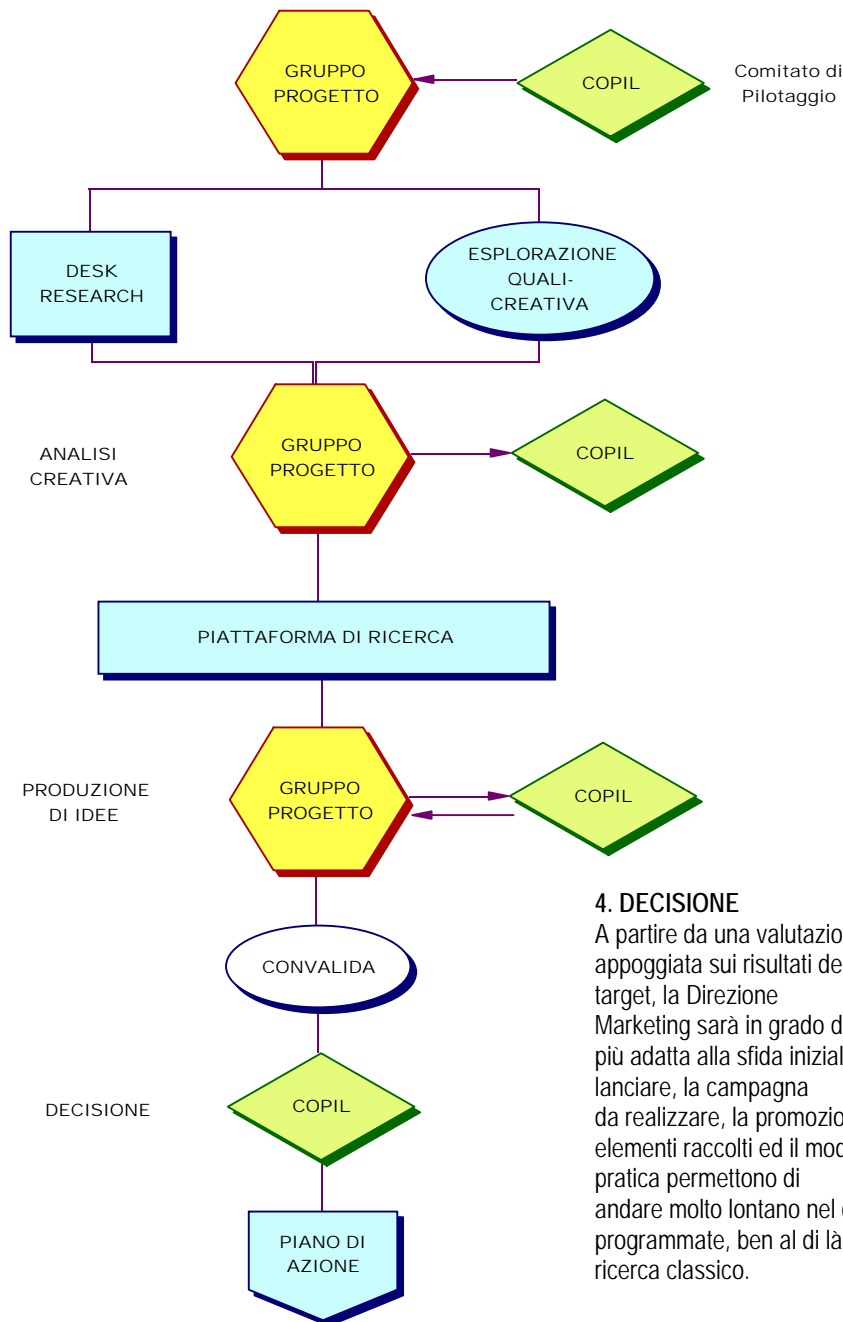 GRUPPO
PROGETTO
COPIL
Comitato di
Pilotaggio
DESK
RESEARCH
ESPLORAZIONE
QUALI-
CREATIVA
ANALISI
CREATIVA
GRUPPO
PROGETTO
COPIL
PIATTAFORMA DI RICERCA
PRODUZIONE
DI IDEE
GRUPPO
PROGETTO
COPIL
CONVALIDA
DECISIONE
COPIL
PIANO DI
AZIONE
4. DECISIONE
A partire da una
appoggiata sui risultati
target, la Direzione
Marketing sarà in grado
più adatta alla sfida
lanciare, la campagna
da realizzare, la
elementi raccolti ed il
pratica permettono di
andare molto lontano nel
programmate, ben al di là
ricerca classico.